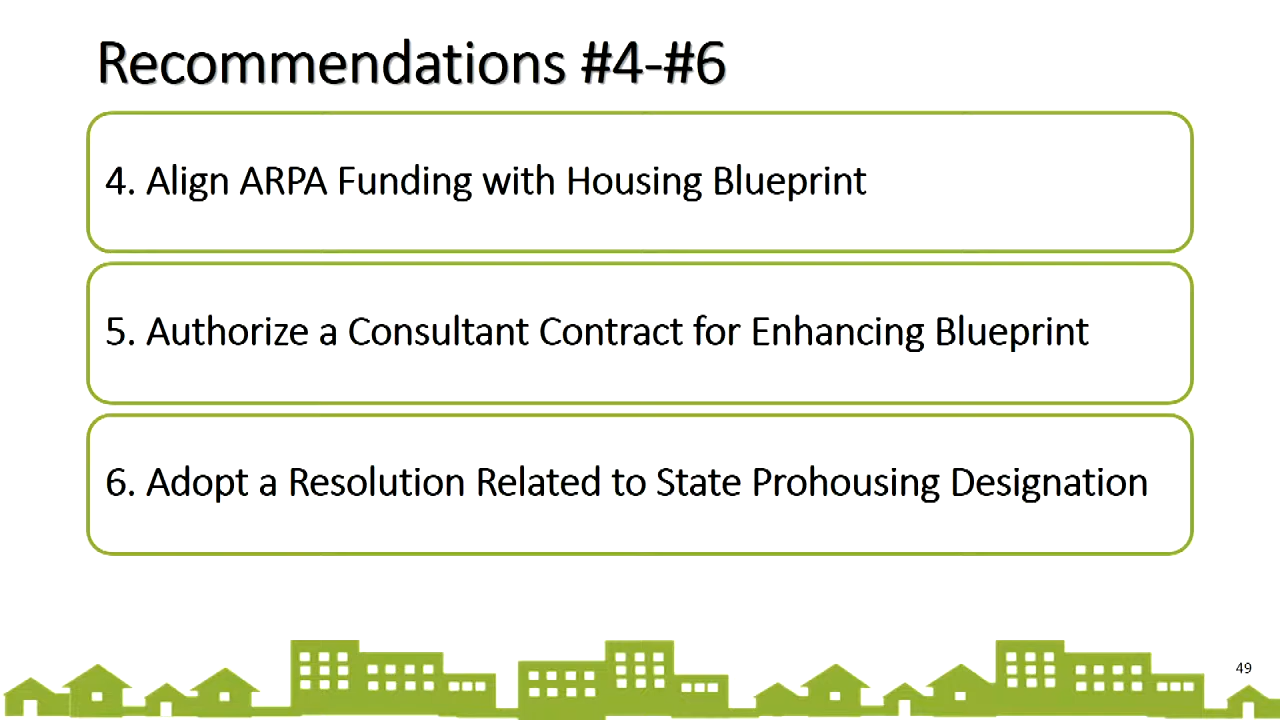 Recommendations #4-#6
4. Align ARPA Funding with Housing Blueprint
5. Authorize a Consultant Contract for Enhancing Blueprint
6. Adopt a Resolution Related to State Prohousing Designation
49